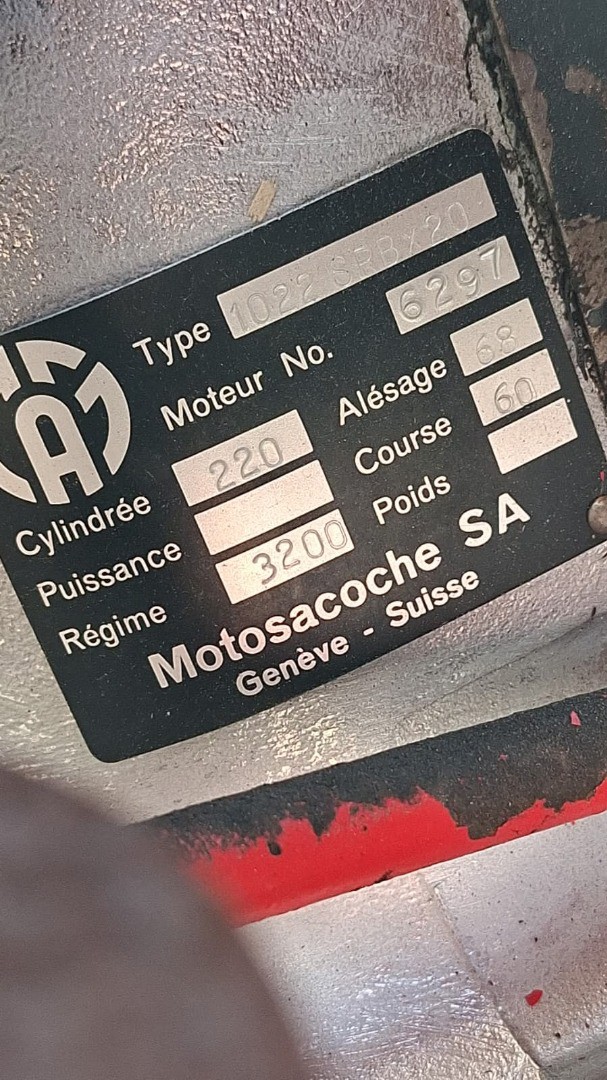 Type 1022 SRBX20
Moteur No. 6297
Cylindrée 220 Alésage 68
Puissance Course 60
Régime 3200 Poids
Motosacoche SA
Genève - Suisse